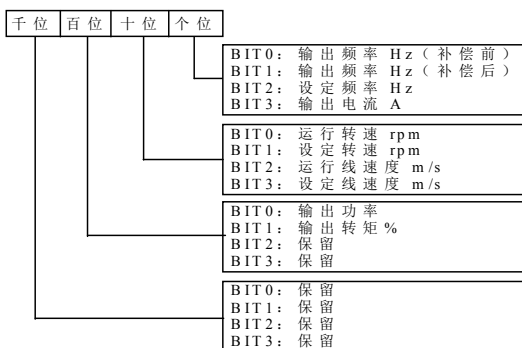 千位 百位 十位 个位
BIT0：输出频率 Hz（补偿前）
BIT1：输出频率 Hz（补偿后）
BIT2：设定频率 Hz
BIT3：输出电流 A
BIT0：运行转速 rpm
BIT1：设定转速 rpm
BIT2：运行线速度 m/s
BIT3：设定线速度 m/s
BIT0：输出功率
BIT1：输出转矩%
BIT2：保留
BIT3：保留
BIT0：保留
BIT1：保留
BIT2：保留
BIT3：保留